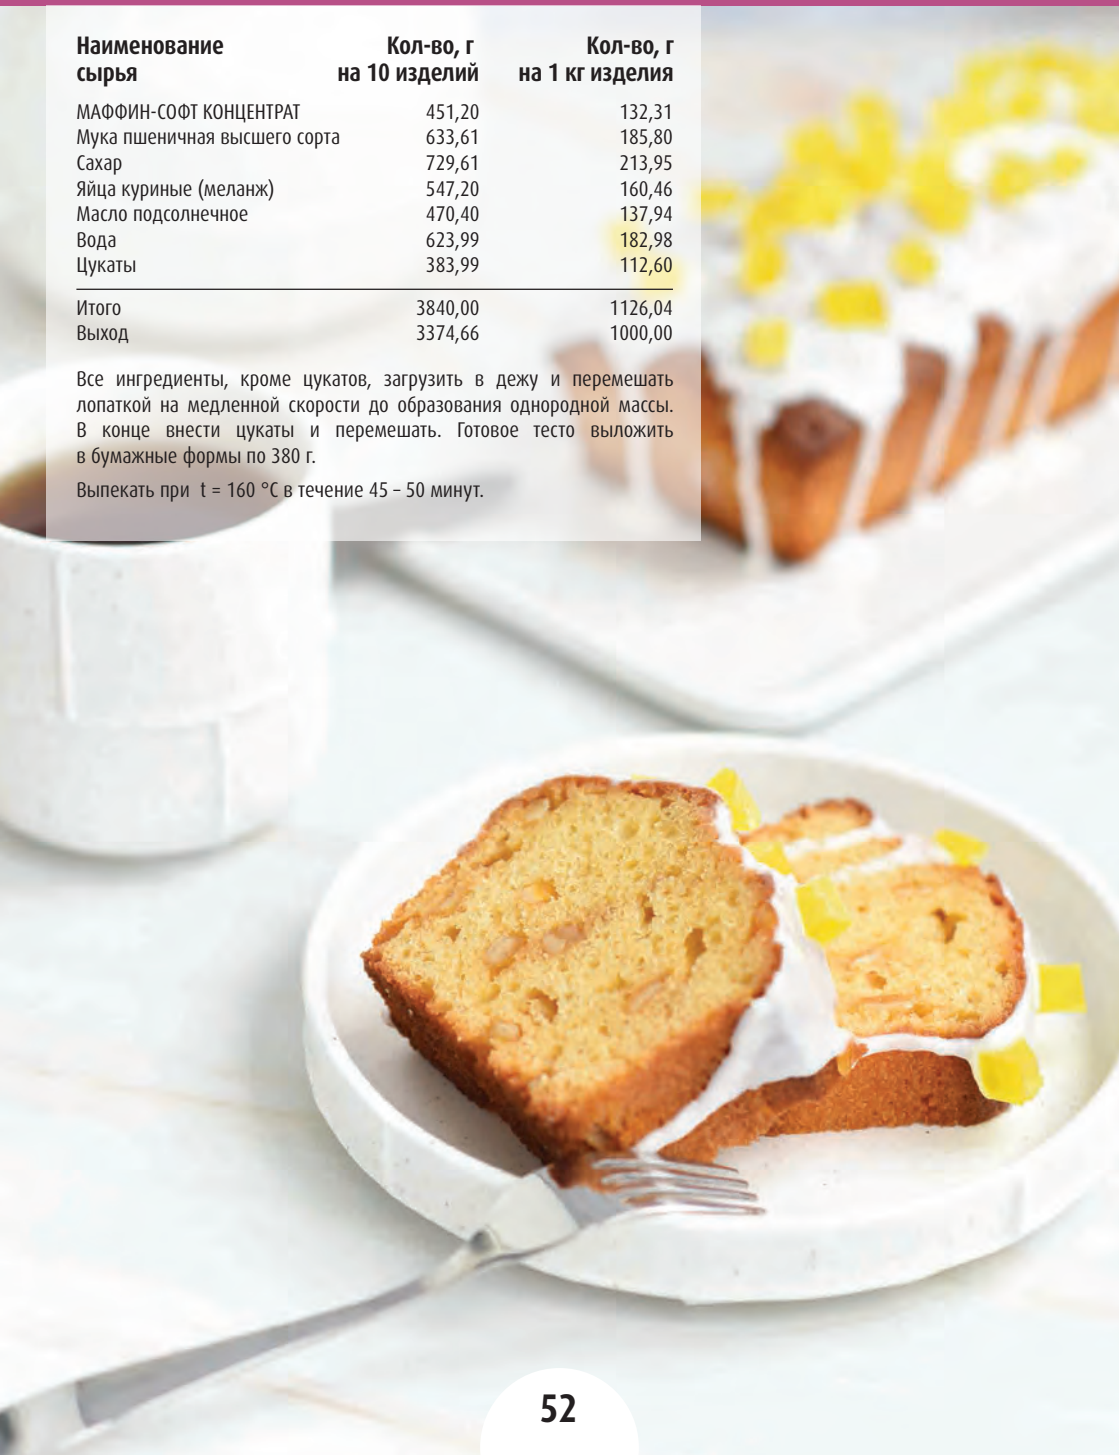 Наименование сырья Кол-во, г на 10 изделий Кол-во, г на 1 кг изделия
МАФФИН-СОФТ КОНЦЕНТРАТ 451,20 132,31
Мука пшеничная высшего сорта 633,61 185,80
Сахар 729,61 213,95
Яйца куриные (меланж) 547,20 160,46
Масло подсолнечное 470,40 137,94
Вода 623,99 182,98
Цукаты 383,99 112,60
Итого 3840,00 1126,04
Выход 3374,66 1000,00
Все ингредиенты, кроме цукатов, загрузить в дежу и перемешать
лопаткой на медленной скорости до образования однородной массы.
В конце внести цукаты и перемешать. Готовое тесто выложить
в бумажные формы по 380 г.
Выпекать при t = 160 °C в течение 45 – 50 минут.
52